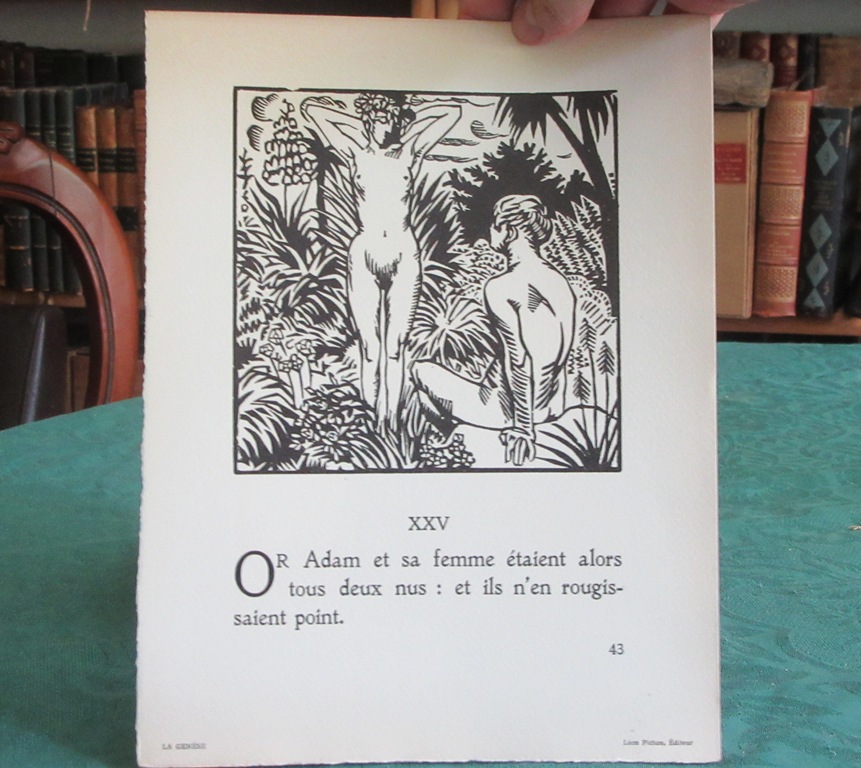 XXV
OR Adam et sa femme étaient alors
tous deux nus : et ils n'en rougis-
saient point.
43
LA GENÈSE
Léon Pichon, Éditeur